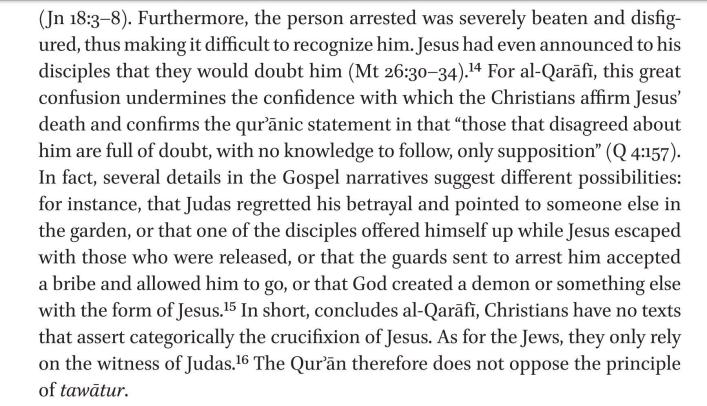 (Jn 18:3–8). Furthermore, the person arrested was severely beaten and disfig-
ured, thus making it difficult to recognize him. Jesus had even announced to his
disciples that they would doubt him (Mt 26:30–34).¹⁴ For al-Qarāfī, this great
confusion undermines the confidence with which the Christians affirm Jesus’
death and confirms the qurʾānic statement in that “those that disagreed about
him are full of doubt, with no knowledge to follow, only supposition” (Q 4:157).
In fact, several details in the Gospel narratives suggest different possibilities:
for instance, that Judas regretted his betrayal and pointed to someone else in
the garden, or that one of the disciples offered himself up while Jesus escaped
with those who were released, or that the guards sent to arrest him accepted
a bribe and allowed him to go, or that God created a demon or something else
with the form of Jesus.¹⁵ In short, concludes al-Qarāfī, Christians have no texts
that assert categorically the crucifixion of Jesus. As for the Jews, they only rely
on the witness of Judas.¹⁶ The Qurʾān therefore does not oppose the principle
of tawātur.